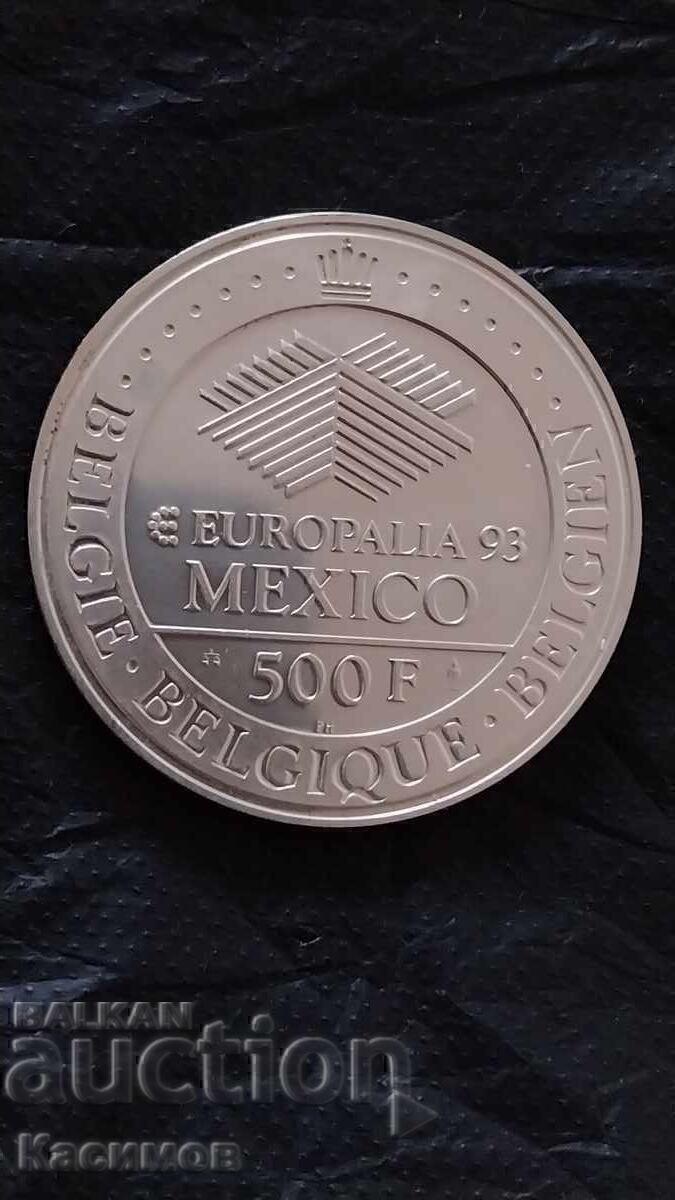 EUROPALIA 93
MEXICO
500 F
BELGIE · BELGIQUE · BELGIEN
BALKAN
auction
Касимов